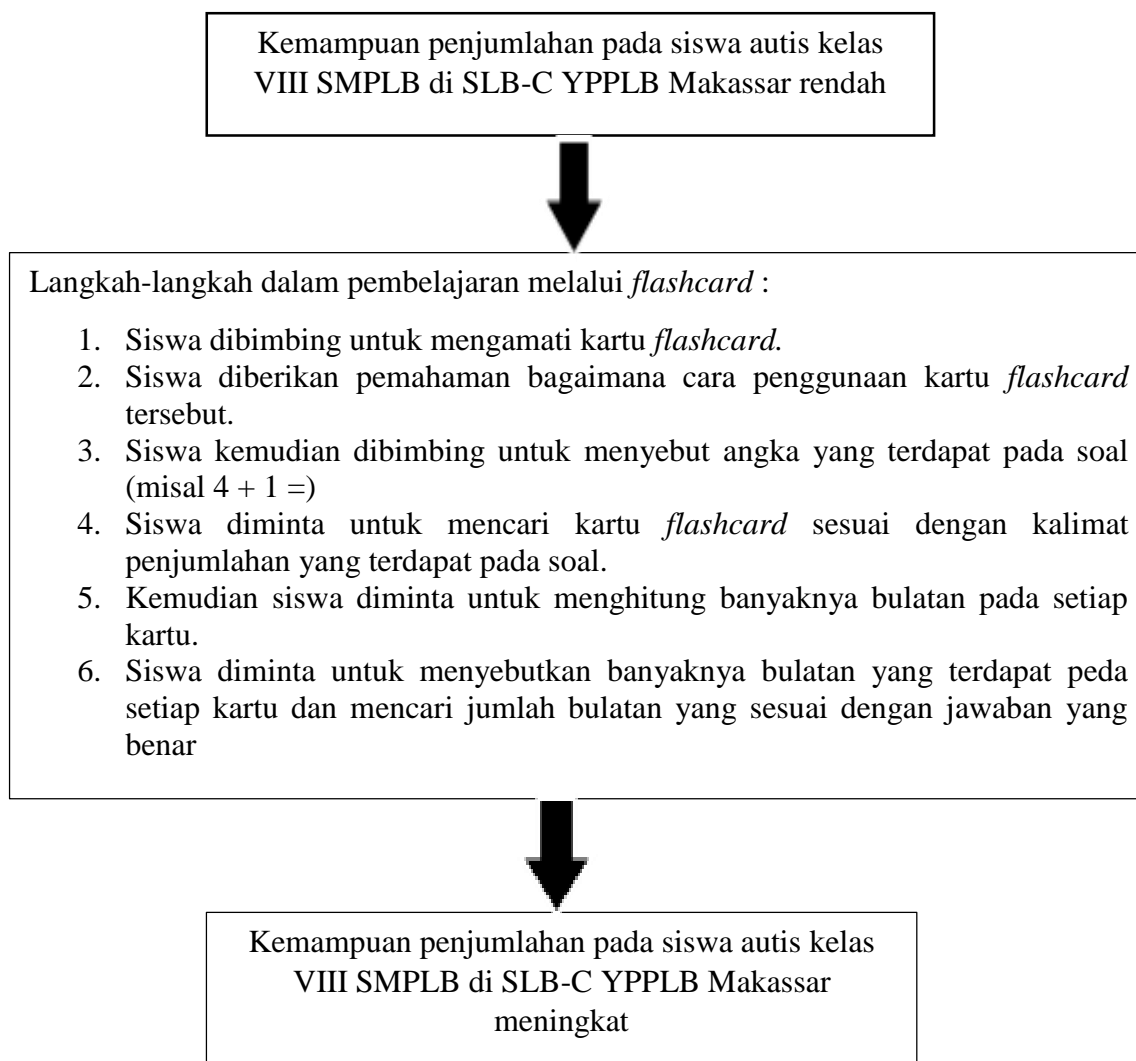 Kemampuan penjumlahan pada siswa autis kelas
VIII SMPLB di SLB-C YPPLB Makassar rendah
Langkah-langkah dalam pembelajaran melalui flashcard :
1. Siswa dibimbing untuk mengamati kartu flashcard.
2. Siswa diberikan pemahaman bagaimana cara penggunaan kartu flashcard
tersebut.
3. Siswa kemudian dibimbing untuk menyebut angka yang terdapat pada soal
(misal 4 + 1 =)
4. Siswa diminta untuk mencari kartu flashcard sesuai dengan kalimat
penjumlahan yang terdapat pada soal.
5. Kemudian siswa diminta untuk menghitung banyaknya bulatan pada setiap
kartu.
6. Siswa diminta untuk menyebutkan banyaknya bulatan yang terdapat peda
setiap kartu dan mencari jumlah bulatan yang sesuai dengan jawaban yang
benar
Kemampuan penjumlahan pada siswa autis kelas
VIII SMPLB di SLB-C YPPLB Makassar
meningkat